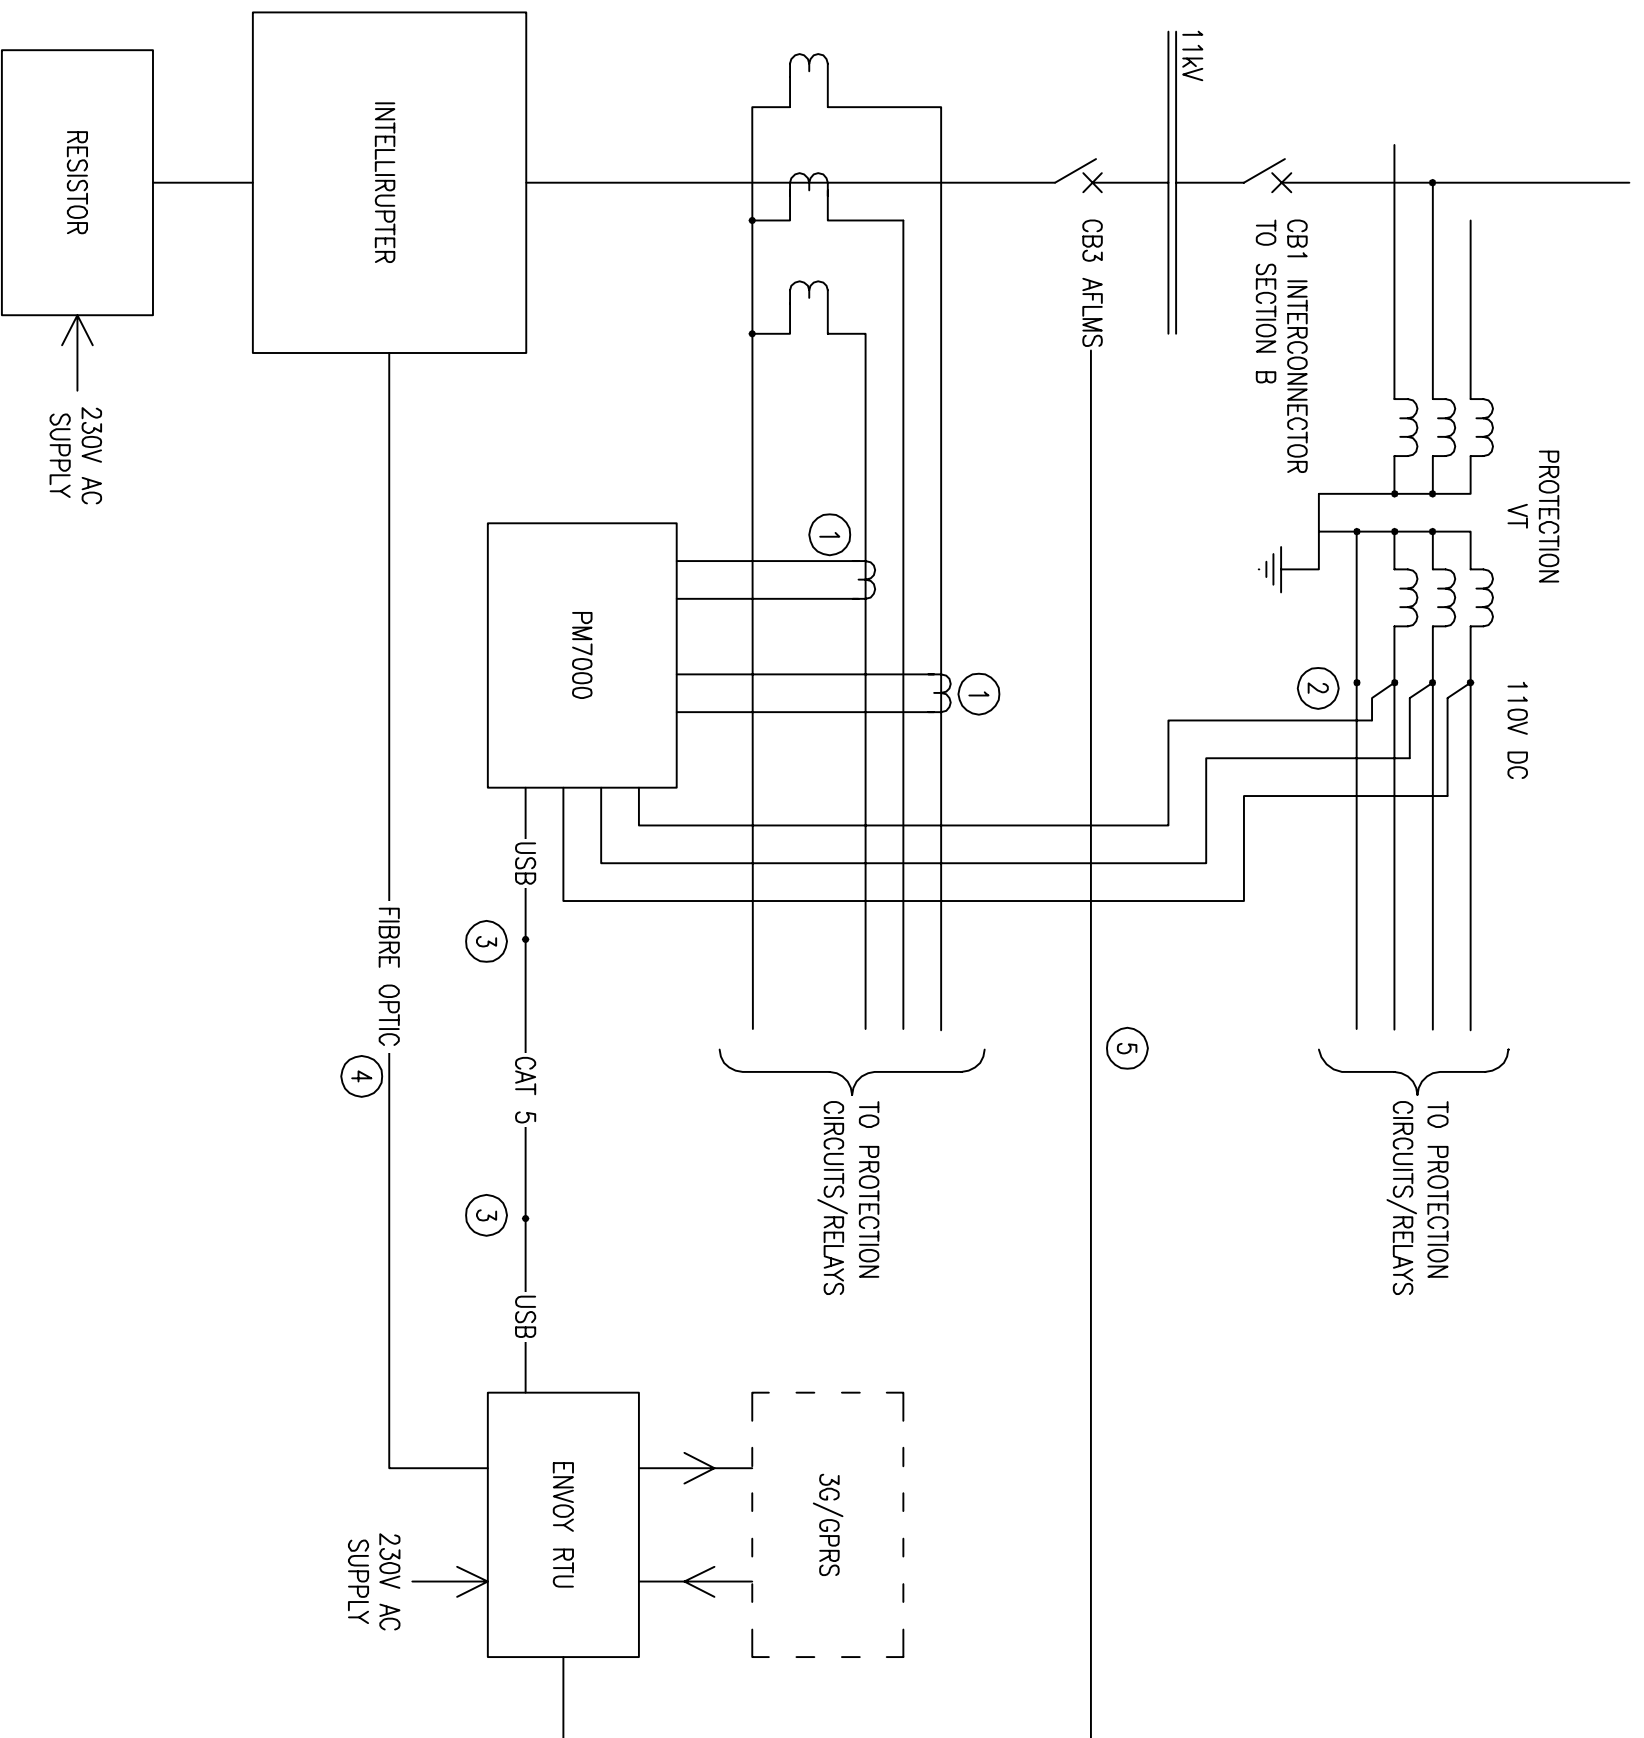 PROTECTION
VT
110V DC
TO PROTECTION
CIRCUITS/RELAYS
CB1 INTERCONNECTOR
TO SECTION B
2
11kV
CB3 AFLMS
5
1
1
TO PROTECTION
CIRCUITS/RELAYS
3G/GPRS
PM7000
USB
3
CAT 5
3
USB
ENVOY RTU
INTELLIRUPTER
FIBRE OPTIC
4
230V AC
SUPPLY
RESISTOR
230V AC
SUPPLY